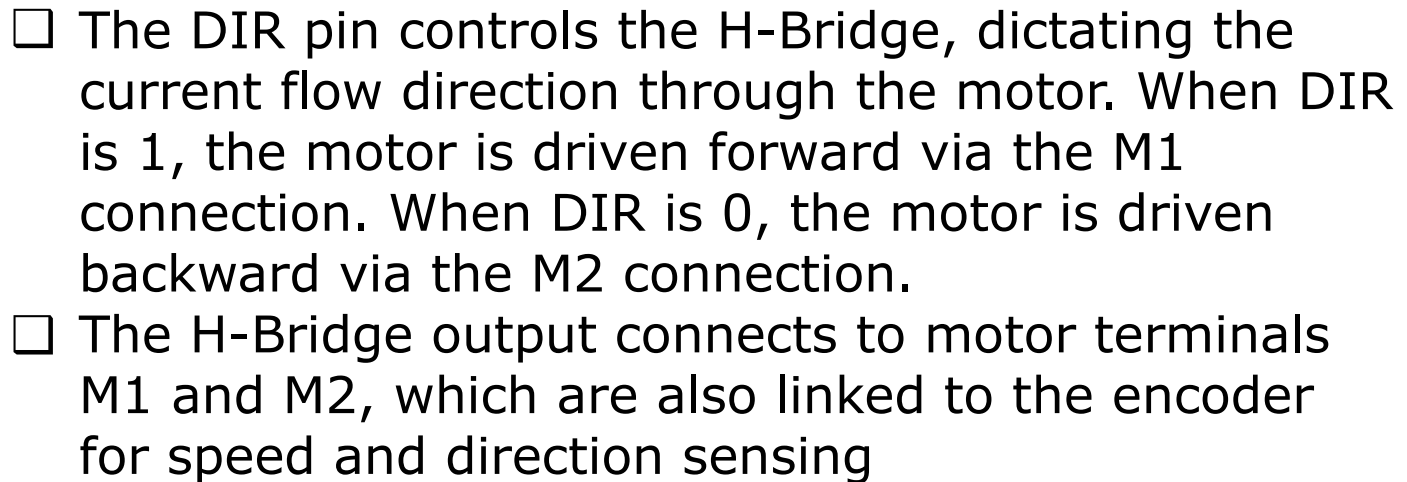 ❑ The DIR pin controls the H-Bridge, dictating the
current flow direction through the motor. When DIR
is 1, the motor is driven forward via the M1
connection. When DIR is 0, the motor is driven
backward via the M2 connection.
❑ The H-Bridge output connects to motor terminals
M1 and M2, which are also linked to the encoder
for speed and direction sensing